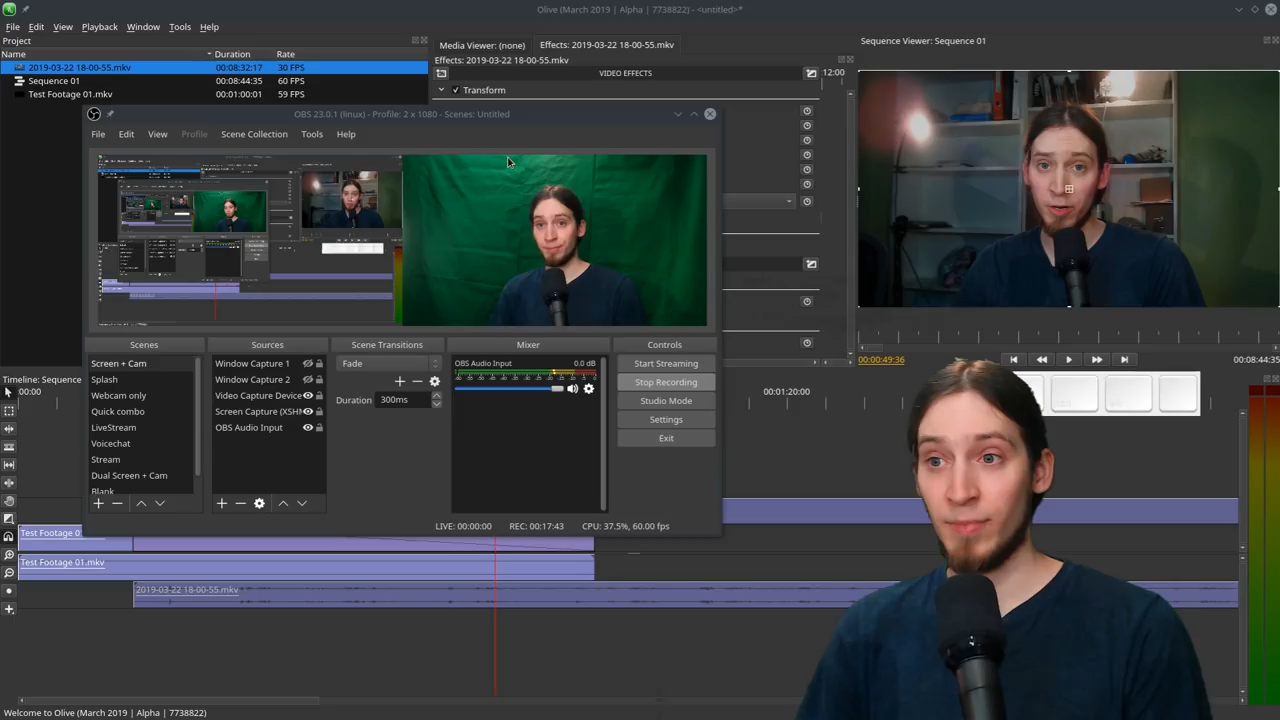 Olive (March 2019 | Alpha | 7738822) - <untitled>*
File Edit View Playback Window Tools Help
Project
Name Duration Rate
2019-03-22 18-00-55.mkv 00:08:32:17 30 FPS
Sequence 01 00:08:44:35 60 FPS
Test Footage 01.mkv 00:01:00:01 59 FPS
Media Viewer: (none) Effects: 2019-03-22 18-00-55.mkv
Effects: 2019-03-22 18-00-55.mkv
VIDEO EFFECTS 12:00
Transform
Sequence Viewer: Sequence 01
00:00:49:36 00:08:44:35
OBS 23.0.1 (linux) - Profile: 2 x 1080 - Scenes: Untitled
File Edit View Profile Scene Collection Tools Help
Scenes Sources Scene Transitions Mixer Controls
Screen + Cam
Splash
Webcam only
Quick combo
LiveStream
Voicechat
Stream
Dual Screen + Cam
Blank
Window Capture 1
Window Capture 2
Video Capture Device
Screen Capture (XSHM
OBS Audio Input
Fade
Duration 300ms
OBS Audio Input 0.0 dB
Start Streaming
Stop Recording
Studio Mode
Settings
Exit
LIVE: 00:00:00 REC: 00:17:43 CPU: 37.5%, 60.00 fps
Timeline: Sequence
:00:00 00:01:20:00
Test Footage 0
Test Footage 01.mkv
2019-03-22 18-00-55.mkv
Welcome to Olive (March 2019 | Alpha | 7738822)